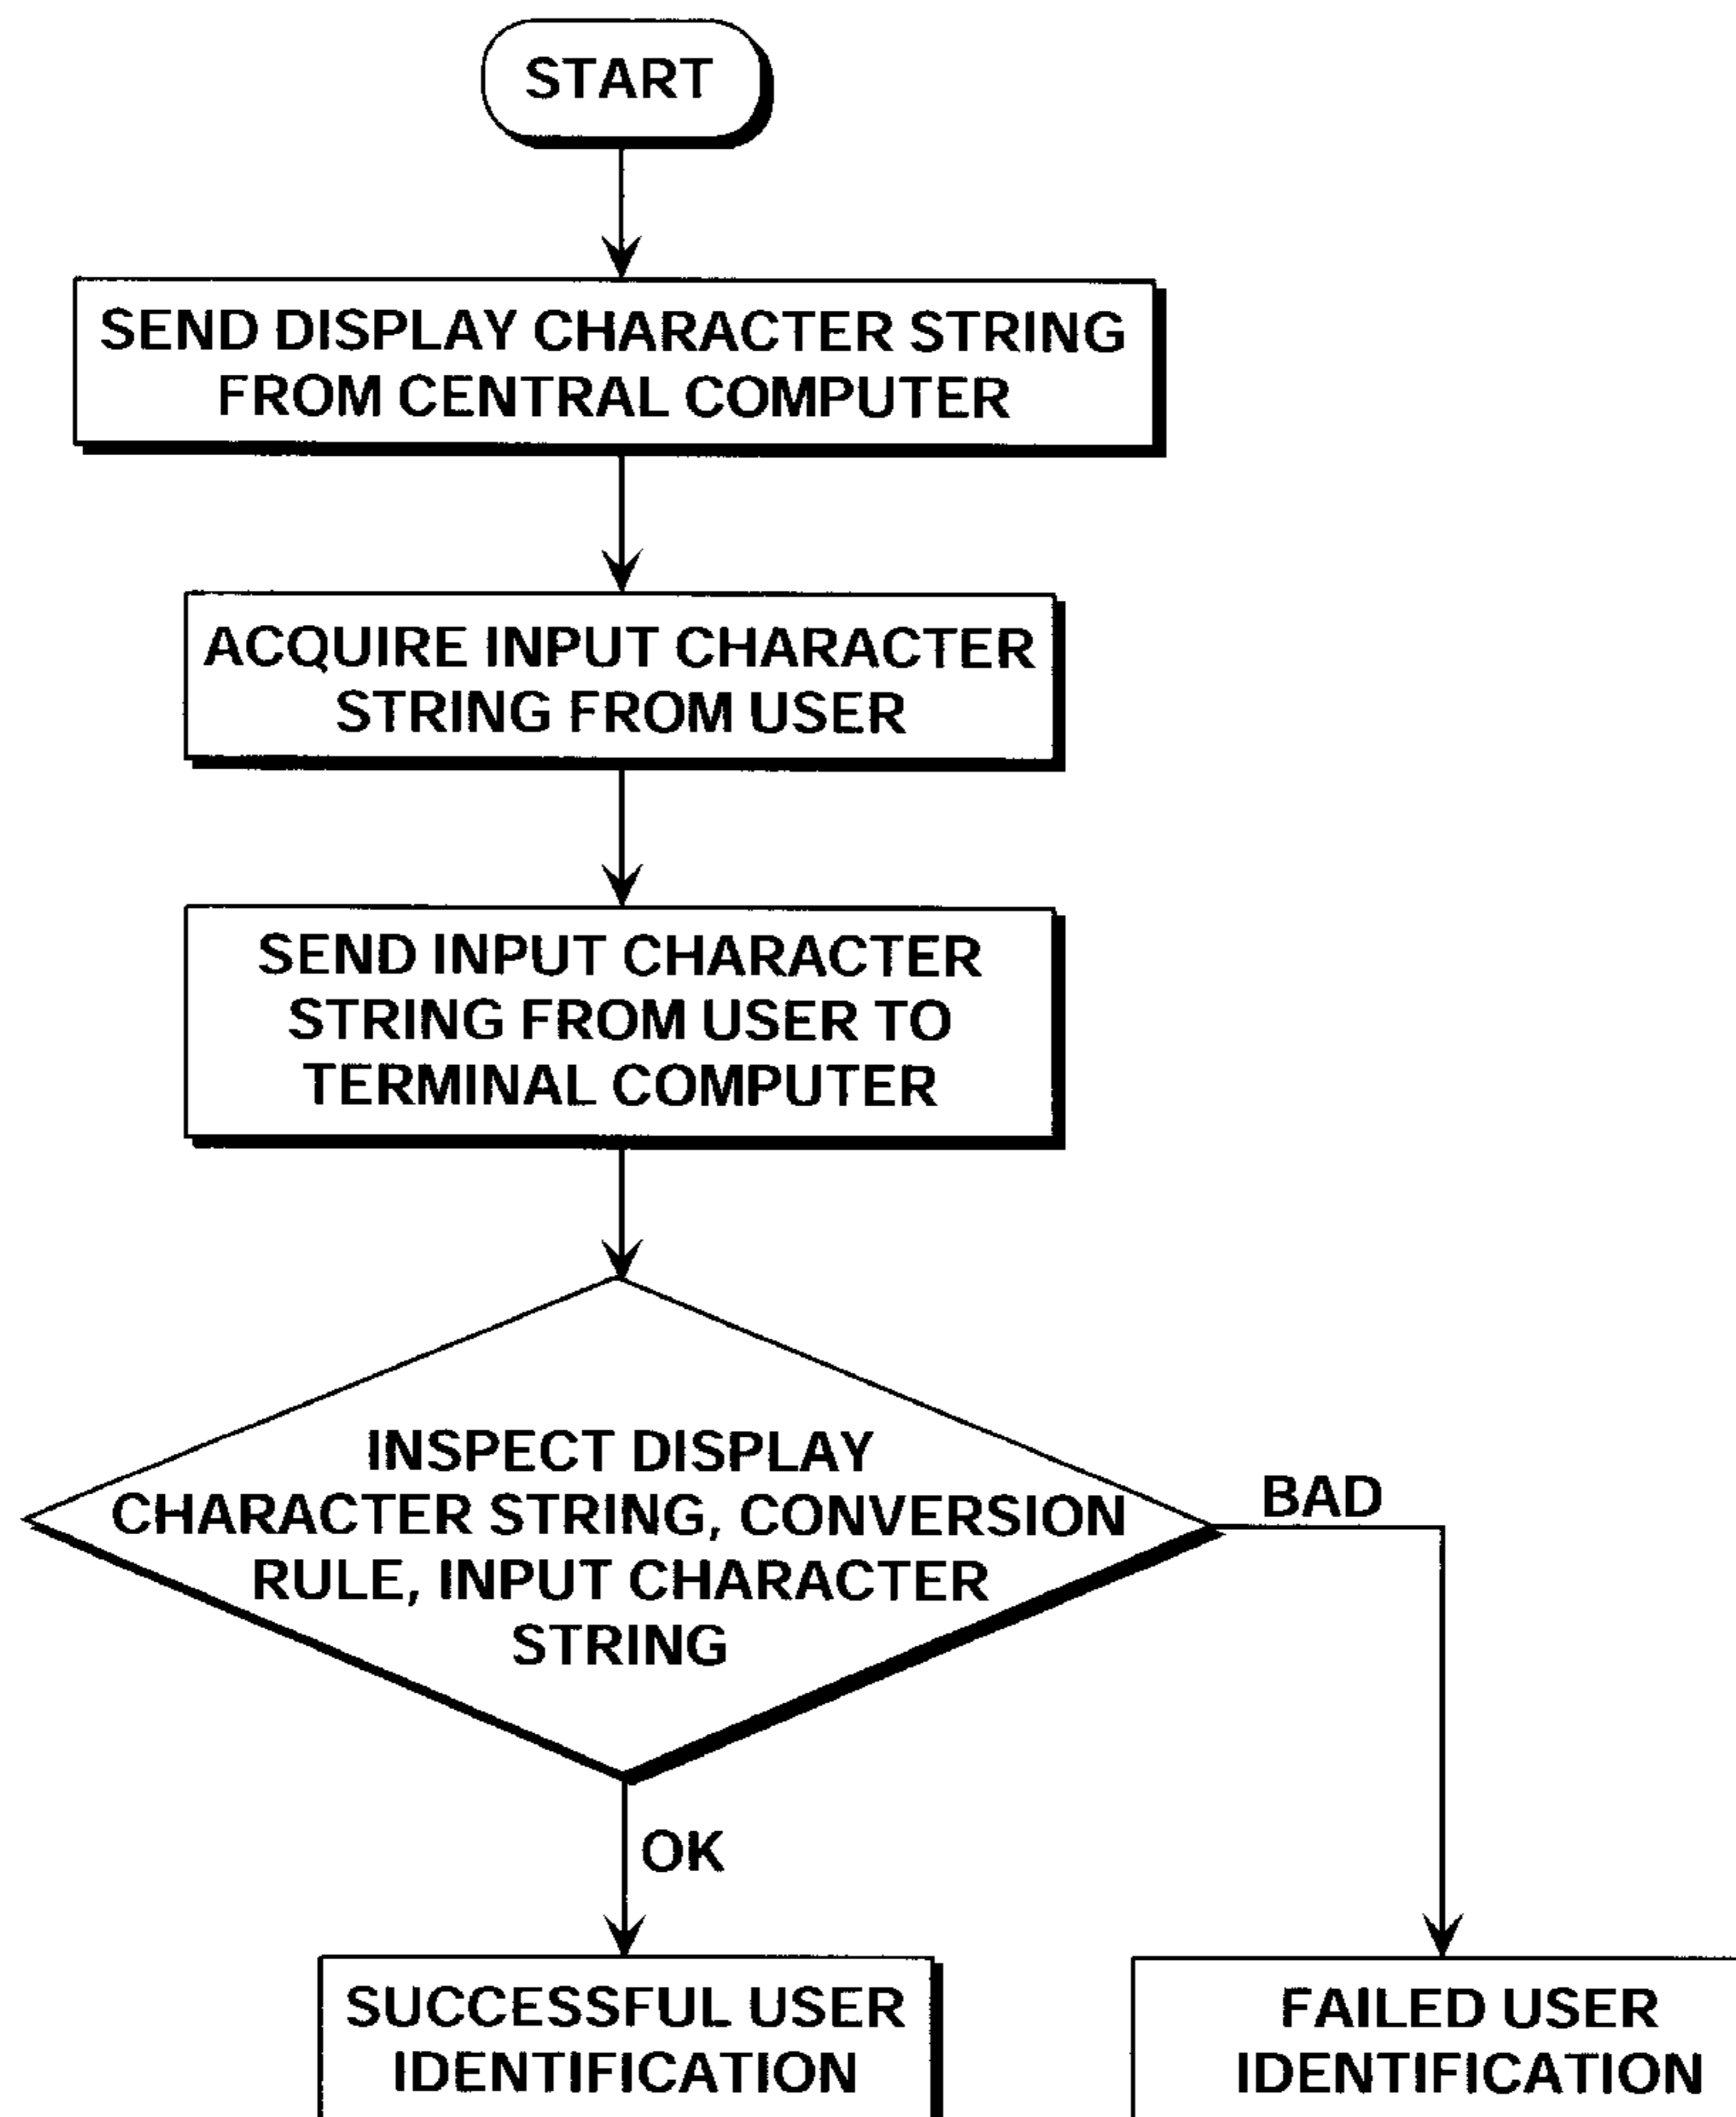 START
SEND DISPLAY CHARACTER STRING
FROM CENTRAL COMPUTER
ACQUIRE INPUT CHARACTER
STRING FROM USER
SEND INPUT CHARACTER
STRING FROM USER TO
TERMINAL COMPUTER
INSPECT DISPLAY
CHARACTER STRING, CONVERSION
RULE, INPUT CHARACTER
STRING
BAD
OK
SUCCESSFUL USER
IDENTIFICATION
FAILED USER
IDENTIFICATION